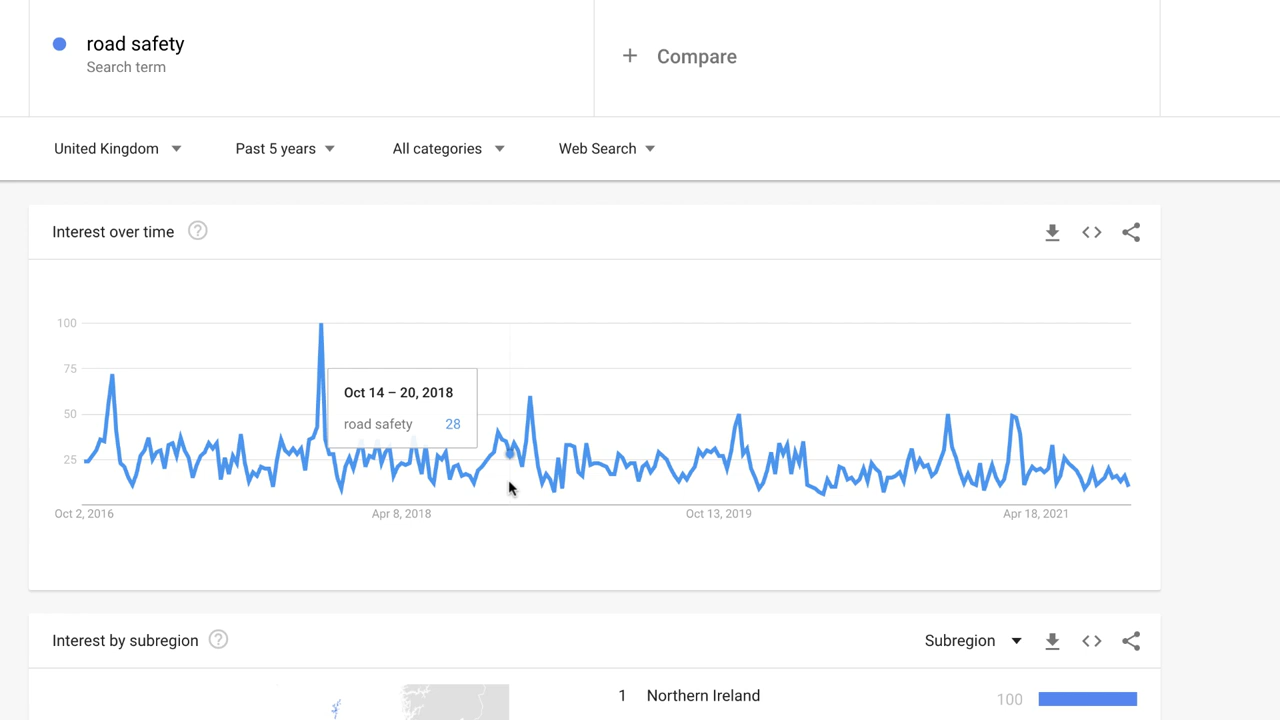 road safety
Search term
+ Compare
United Kingdom
Past 5 years
All categories
Web Search
Interest over time ?
100
75
50
25
Oct 14 – 20, 2018
road safety 28
Oct 2, 2016
Apr 8, 2018
Oct 13, 2019
Apr 18, 2021
Interest by subregion ?
Subregion
1 Northern Ireland 100